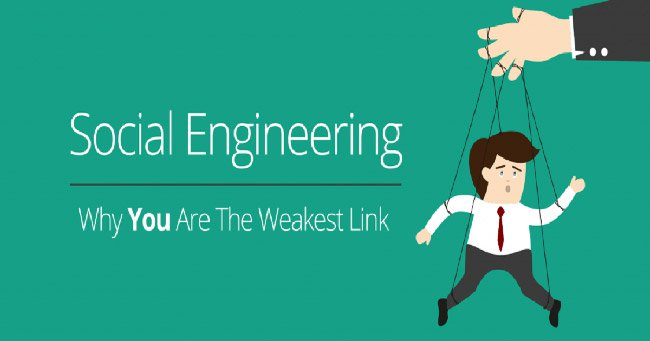 Social Engineering
Why You Are The Weakest Link